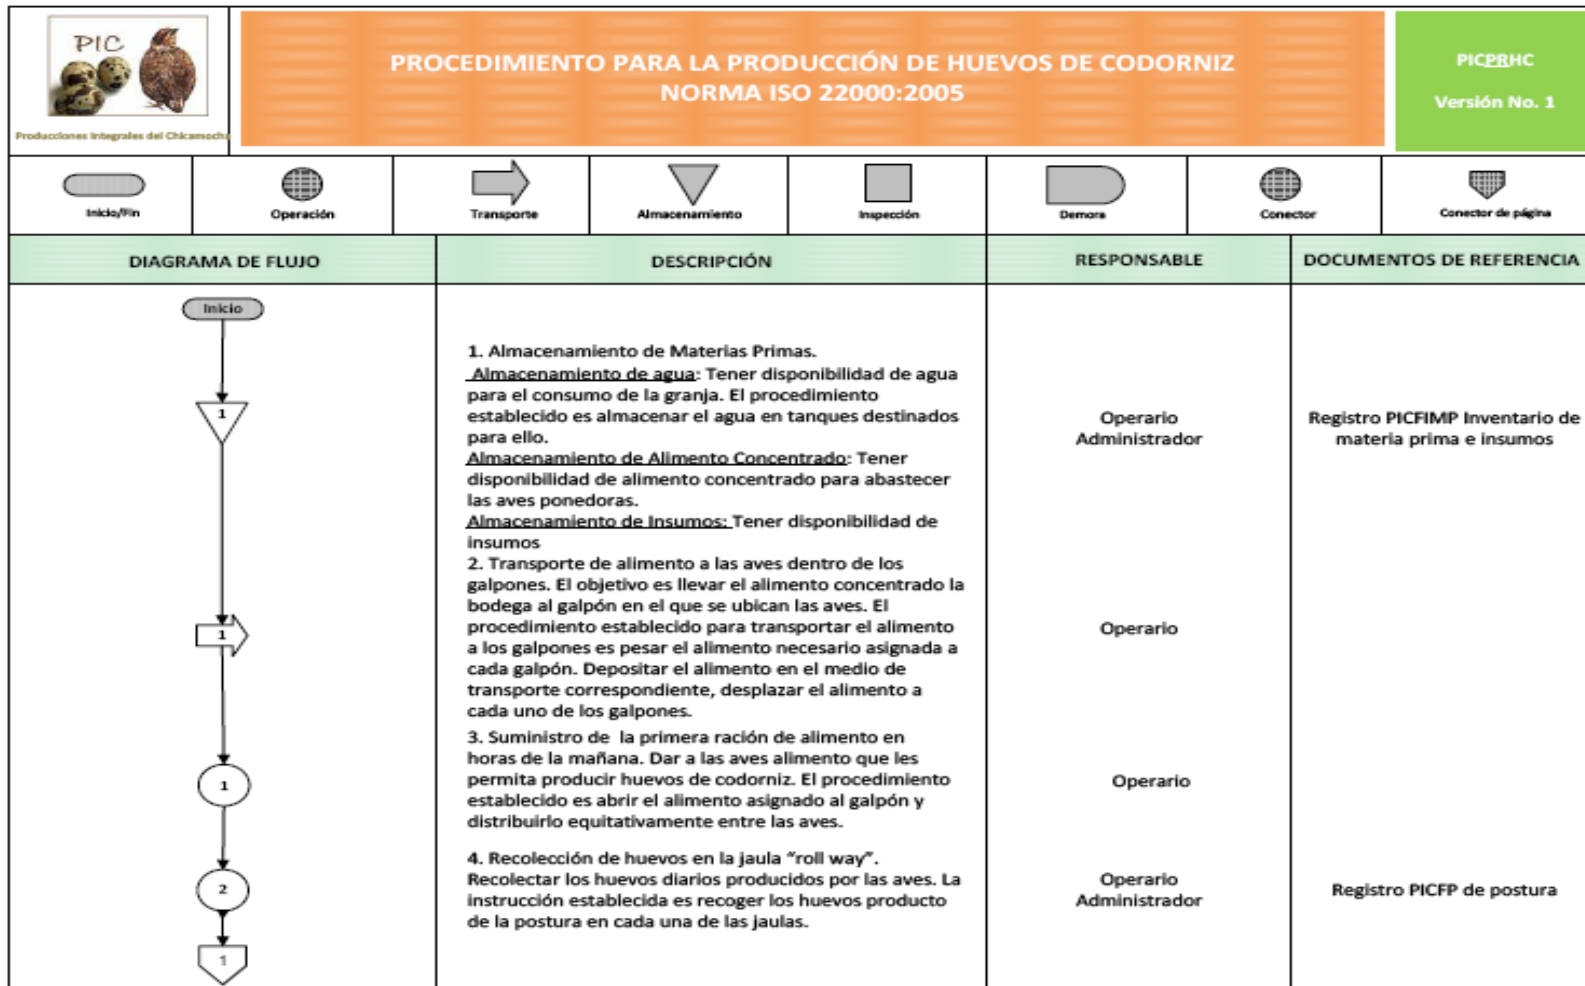 PIC
Producciones Integrales del Chicamocha
PROCEDIMIENTO PARA LA PRODUCCIÓN DE HUEVOS DE CODORNIZ
NORMA ISO 22000:2005
PICPRHC
Versión No. 1
Inicio/Fin
Operación
Transporte
Almacenamiento
Inspección
Demora
Conector
Conector de página
DIAGRAMA DE FLUJO
DESCRIPCIÓN
RESPONSABLE
DOCUMENTOS DE REFERENCIA
Inicio
1
1. Almacenamiento de Materias Primas.
Almacenamiento de agua: Tener disponibilidad de agua
para el consumo de la granja. El procedimiento
establecido es almacenar el agua en tanques destinados
para ello.
Almacenamiento de Alimento Concentrado: Tener
disponibilidad de alimento concentrado para abastecer
las aves ponedoras.
Almacenamiento de Insumos: Tener disponibilidad de
insumos
Operario
Administrador
Registro PICFIMP Inventario de
materia prima e insumos
1
2. Transporte de alimento a las aves dentro de los
galpones. El objetivo es llevar el alimento concentrado la
bodega al galpón en el que se ubican las aves. El
procedimiento establecido para transportar el alimento
a los galpones es pesar el alimento necesario asignada a
cada galpón. Depositar el alimento en el medio de
transporte correspondiente, desplazar el alimento a
cada uno de los galpones.
Operario
1
3. Suministro de la primera ración de alimento en
horas de la mañana. Dar a las aves alimento que les
permita producir huevos de codorniz. El procedimiento
establecido es abrir el alimento asignado al galpón y
distribuirlo equitativamente entre las aves.
Operario
2
4. Recolección de huevos en la jaula “roll way”.
Recolectar los huevos diarios producidos por las aves. La
instrucción establecida es recoger los huevos producto
de la postura en cada una de las jaulas.
Operario
Administrador
Registro PICFP de postura
1